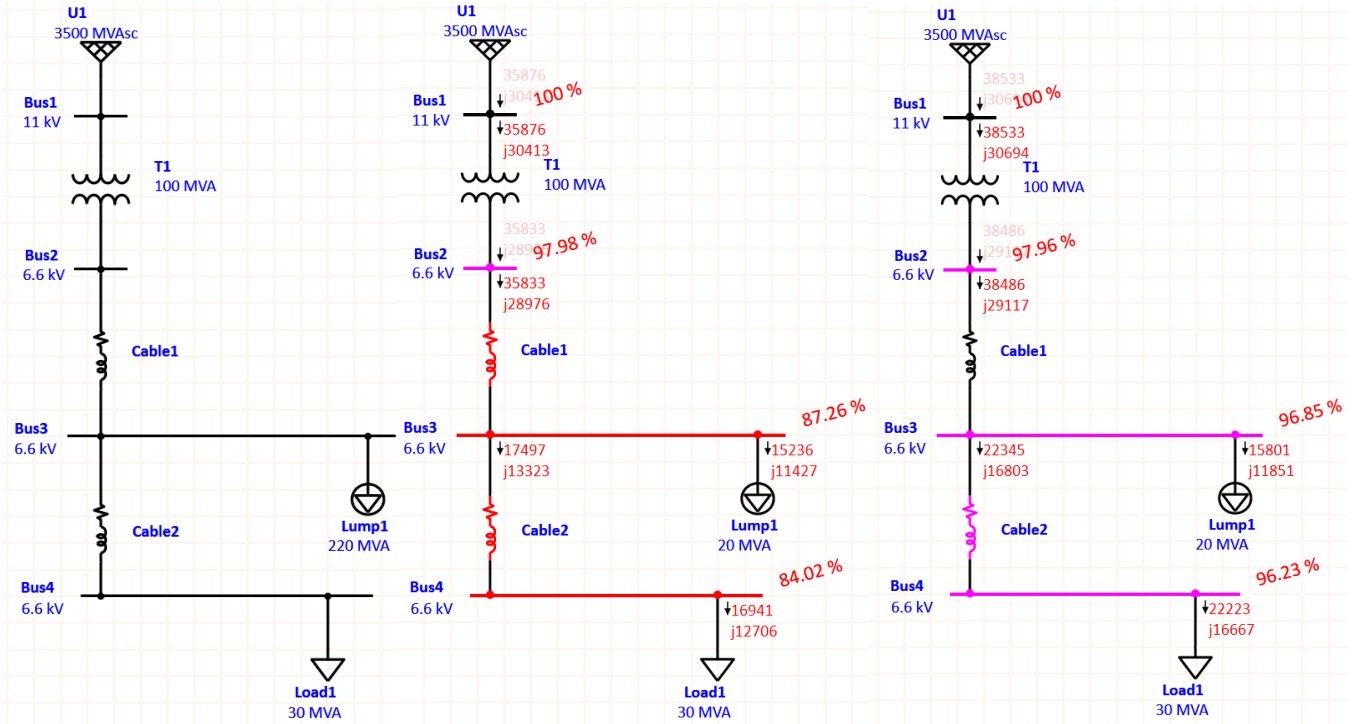 U1
3500 MVAsc
Bus1
11 kV
T1
100 MVA
Bus2
6.6 kV
Cable1
Bus3
6.6 kV
Cable2
Lump1
220 MVA
Bus4
6.6 kV
Load1
30 MVA
U1
3500 MVAsc
35876
100 %
Bus1
11 kV
35876
j30413
T1
100 MVA
35833
97.98 %
Bus2
6.6 kV
35833
j28976
Cable1
87.26 %
Bus3
6.6 kV
17497
j13323
15236
j11427
Cable2
Lump1
20 MVA
84.02 %
Bus4
6.6 kV
16941
j12706
Load1
30 MVA
U1
3500 MVAsc
38533
100 %
Bus1
11 kV
38533
j30694
T1
100 MVA
38486
97.96 %
Bus2
6.6 kV
38486
j29117
Cable1
96.85 %
Bus3
6.6 kV
22345
j16803
15801
j11851
Cable2
Lump1
20 MVA
96.23 %
Bus4
6.6 kV
22223
j16667
Load1
30 MVA